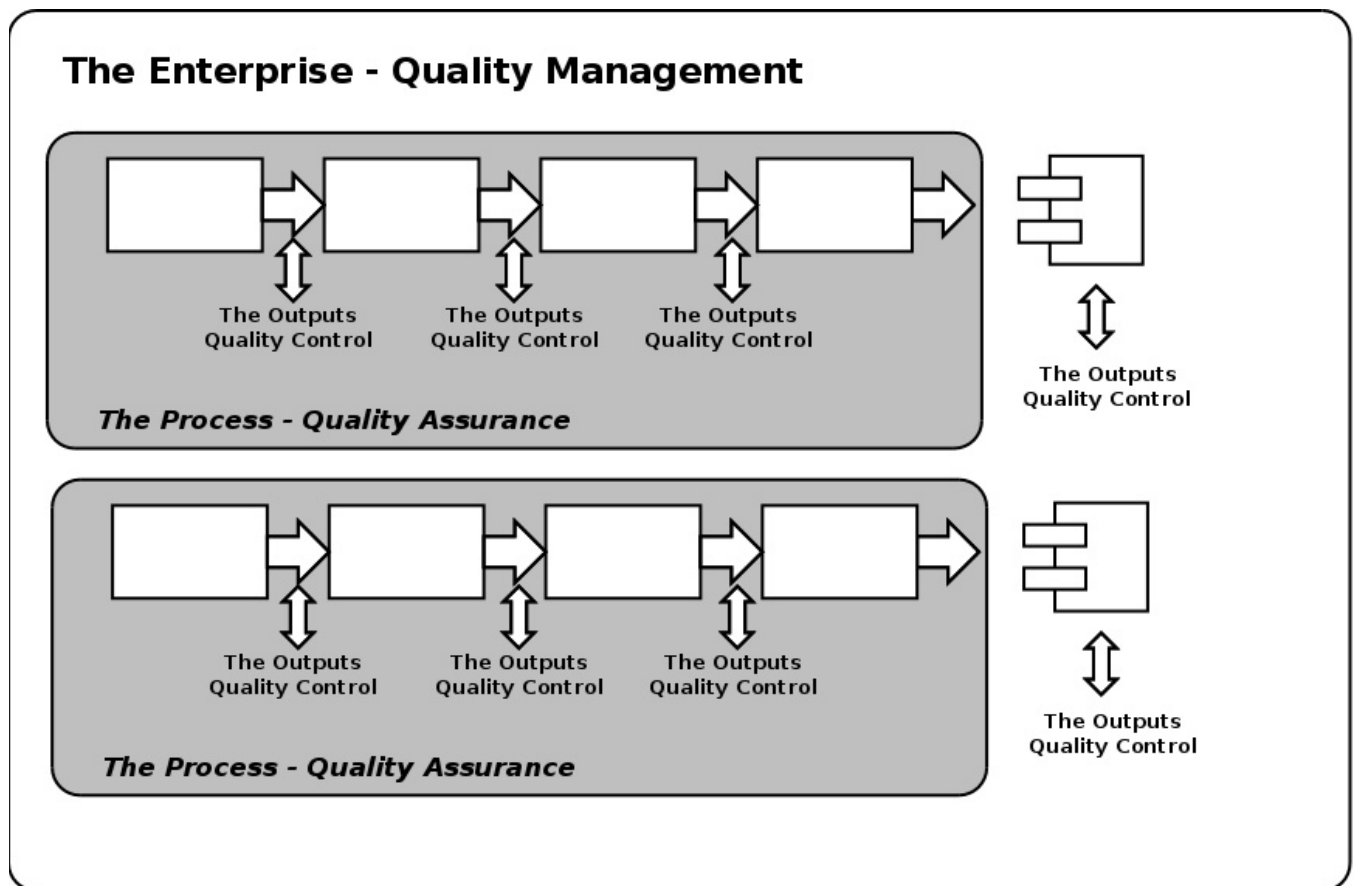 The Enterprise - Quality Management
The Outputs
Quality Control
The Outputs
Quality Control
The Outputs
Quality Control
The Outputs
Quality Control
The Process - Quality Assurance
The Outputs
Quality Control
The Outputs
Quality Control
The Outputs
Quality Control
The Outputs
Quality Control
The Process - Quality Assurance